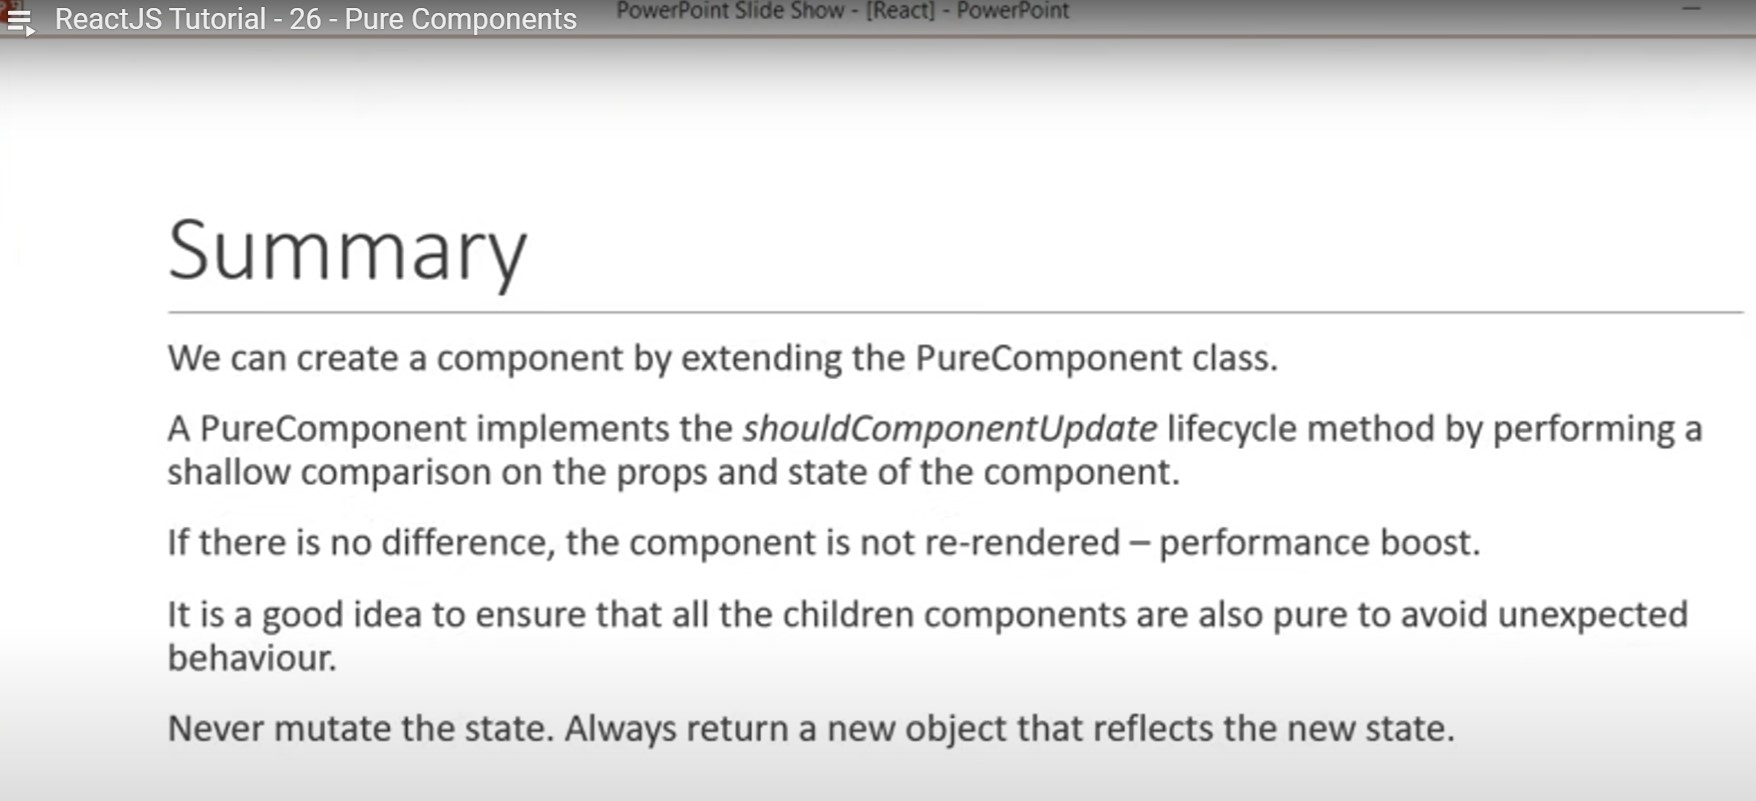 ReactJS Tutorial - 26 - Pure Components
PowerPoint Slide Show - [React] - PowerPoint
Summary
We can create a component by extending the PureComponent class.
A PureComponent implements the shouldComponentUpdate lifecycle method by performing a
shallow comparison on the props and state of the component.
If there is no difference, the component is not re-rendered – performance boost.
It is a good idea to ensure that all the children components are also pure to avoid unexpected
behaviour.
Never mutate the state. Always return a new object that reflects the new state.